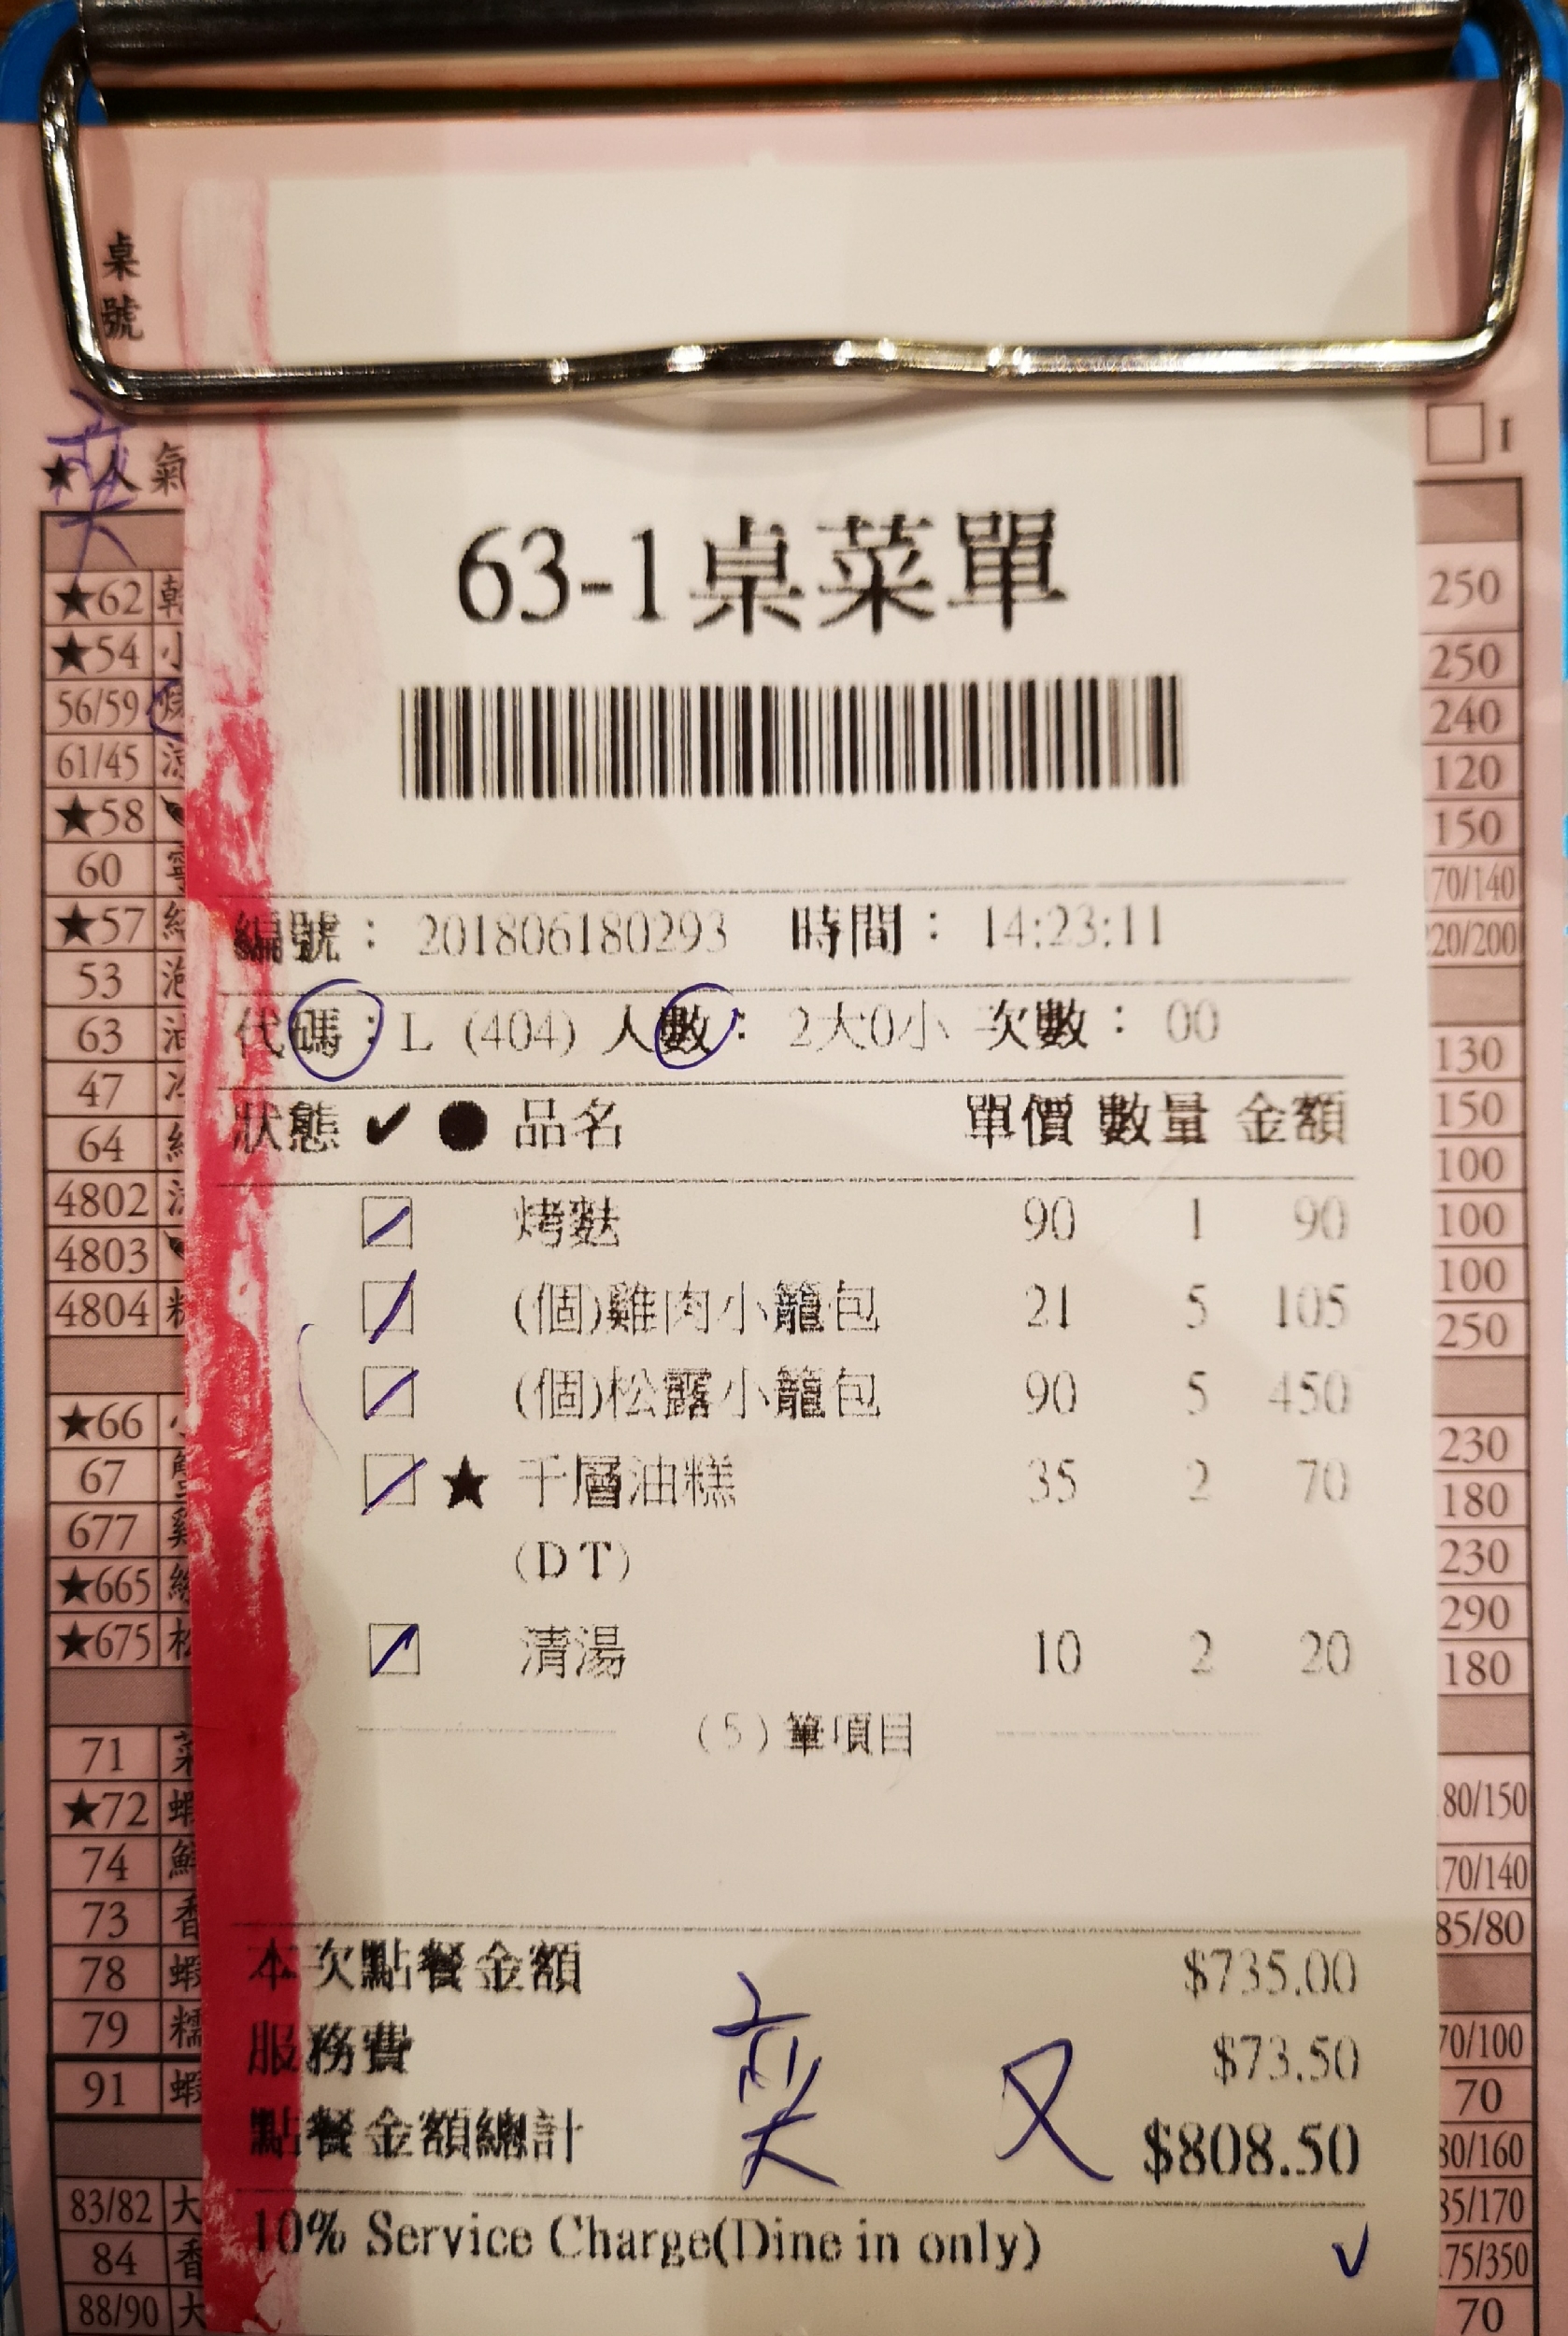 桌號
★人氣
63-1桌菜單
編號： 201806180293 時間： 14:23:11
代碼：L (404) 人數： 2大0小 次數： 00
狀態 ✔ ● 品名 單價 數量 金額
烤麩 90 1 90
(個)雞肉小籠包 21 5 105
(個)松露小籠包 90 5 450
★ 千層油糕 35 2 70
(DT)
清湯 10 2 20
(5)筆項目
本次點餐金額 $735.00
服務費 $73.50
點餐金額總計 $808.50
10% Service Charge(Dine in only)
★62
★54
56/59
61/45
★58
60
★57
53
63
47
64
4802
4803
4804
★66
67
677
★665
★675
71
★72
74
73
78
79
91
83/82 大
84 香
88/90 大
250
250
240
120
150
70/140
20/200
130
150
100
100
100
250
230
180
230
290
180
80/150
70/140
85/80
70/100
70
80/160
85/170
75/350
70